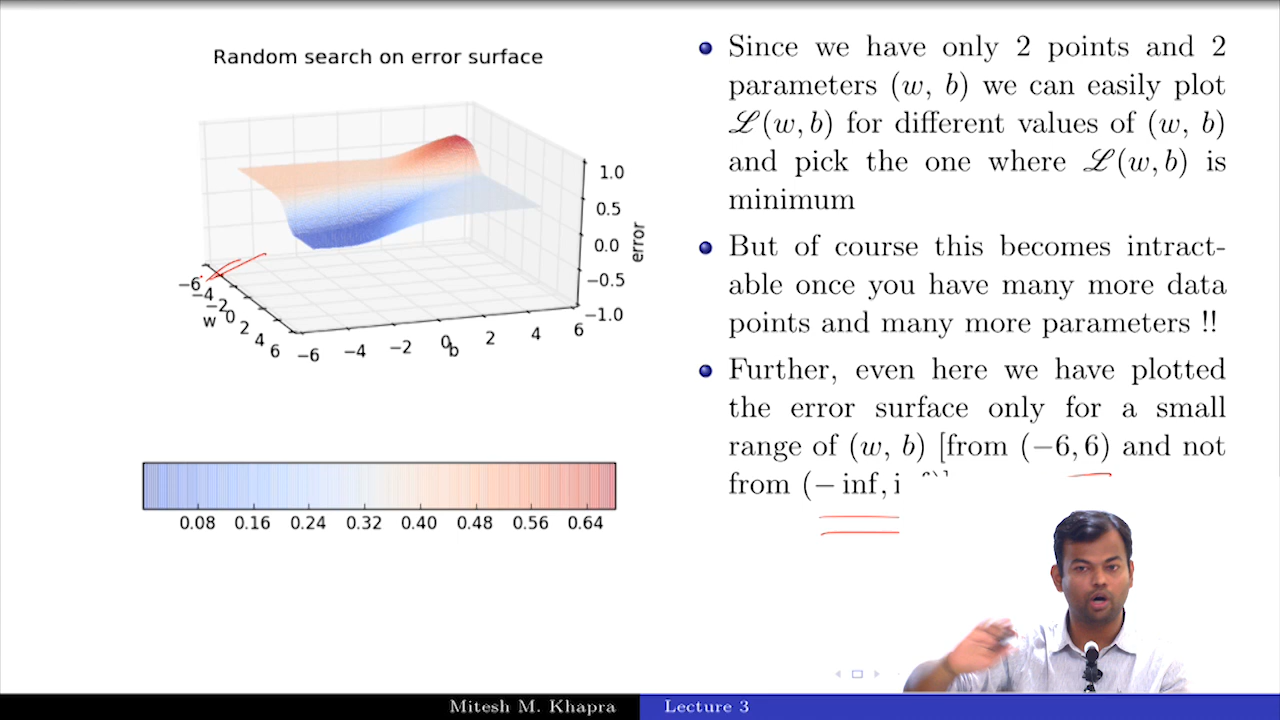 Random search on error surface
1.0
0.5
0.0
−0.5
−1.0
error
−6
−4
−2
0
2
4
6
w
−6
−4
−2
0
2
4
6
b
0.08 0.16 0.24 0.32 0.40 0.48 0.56 0.64
Since we have only 2 points and 2
parameters (w, b) we can easily plot
ℒ(w, b) for different values of (w, b)
and pick the one where ℒ(w, b) is
minimum
But of course this becomes intract-
able once you have many more data
points and many more parameters !!
Further, even here we have plotted
the error surface only for a small
range of (w, b) [from (−6, 6) and not
from (− inf, i
Mitesh M. Khapra
Lecture 3